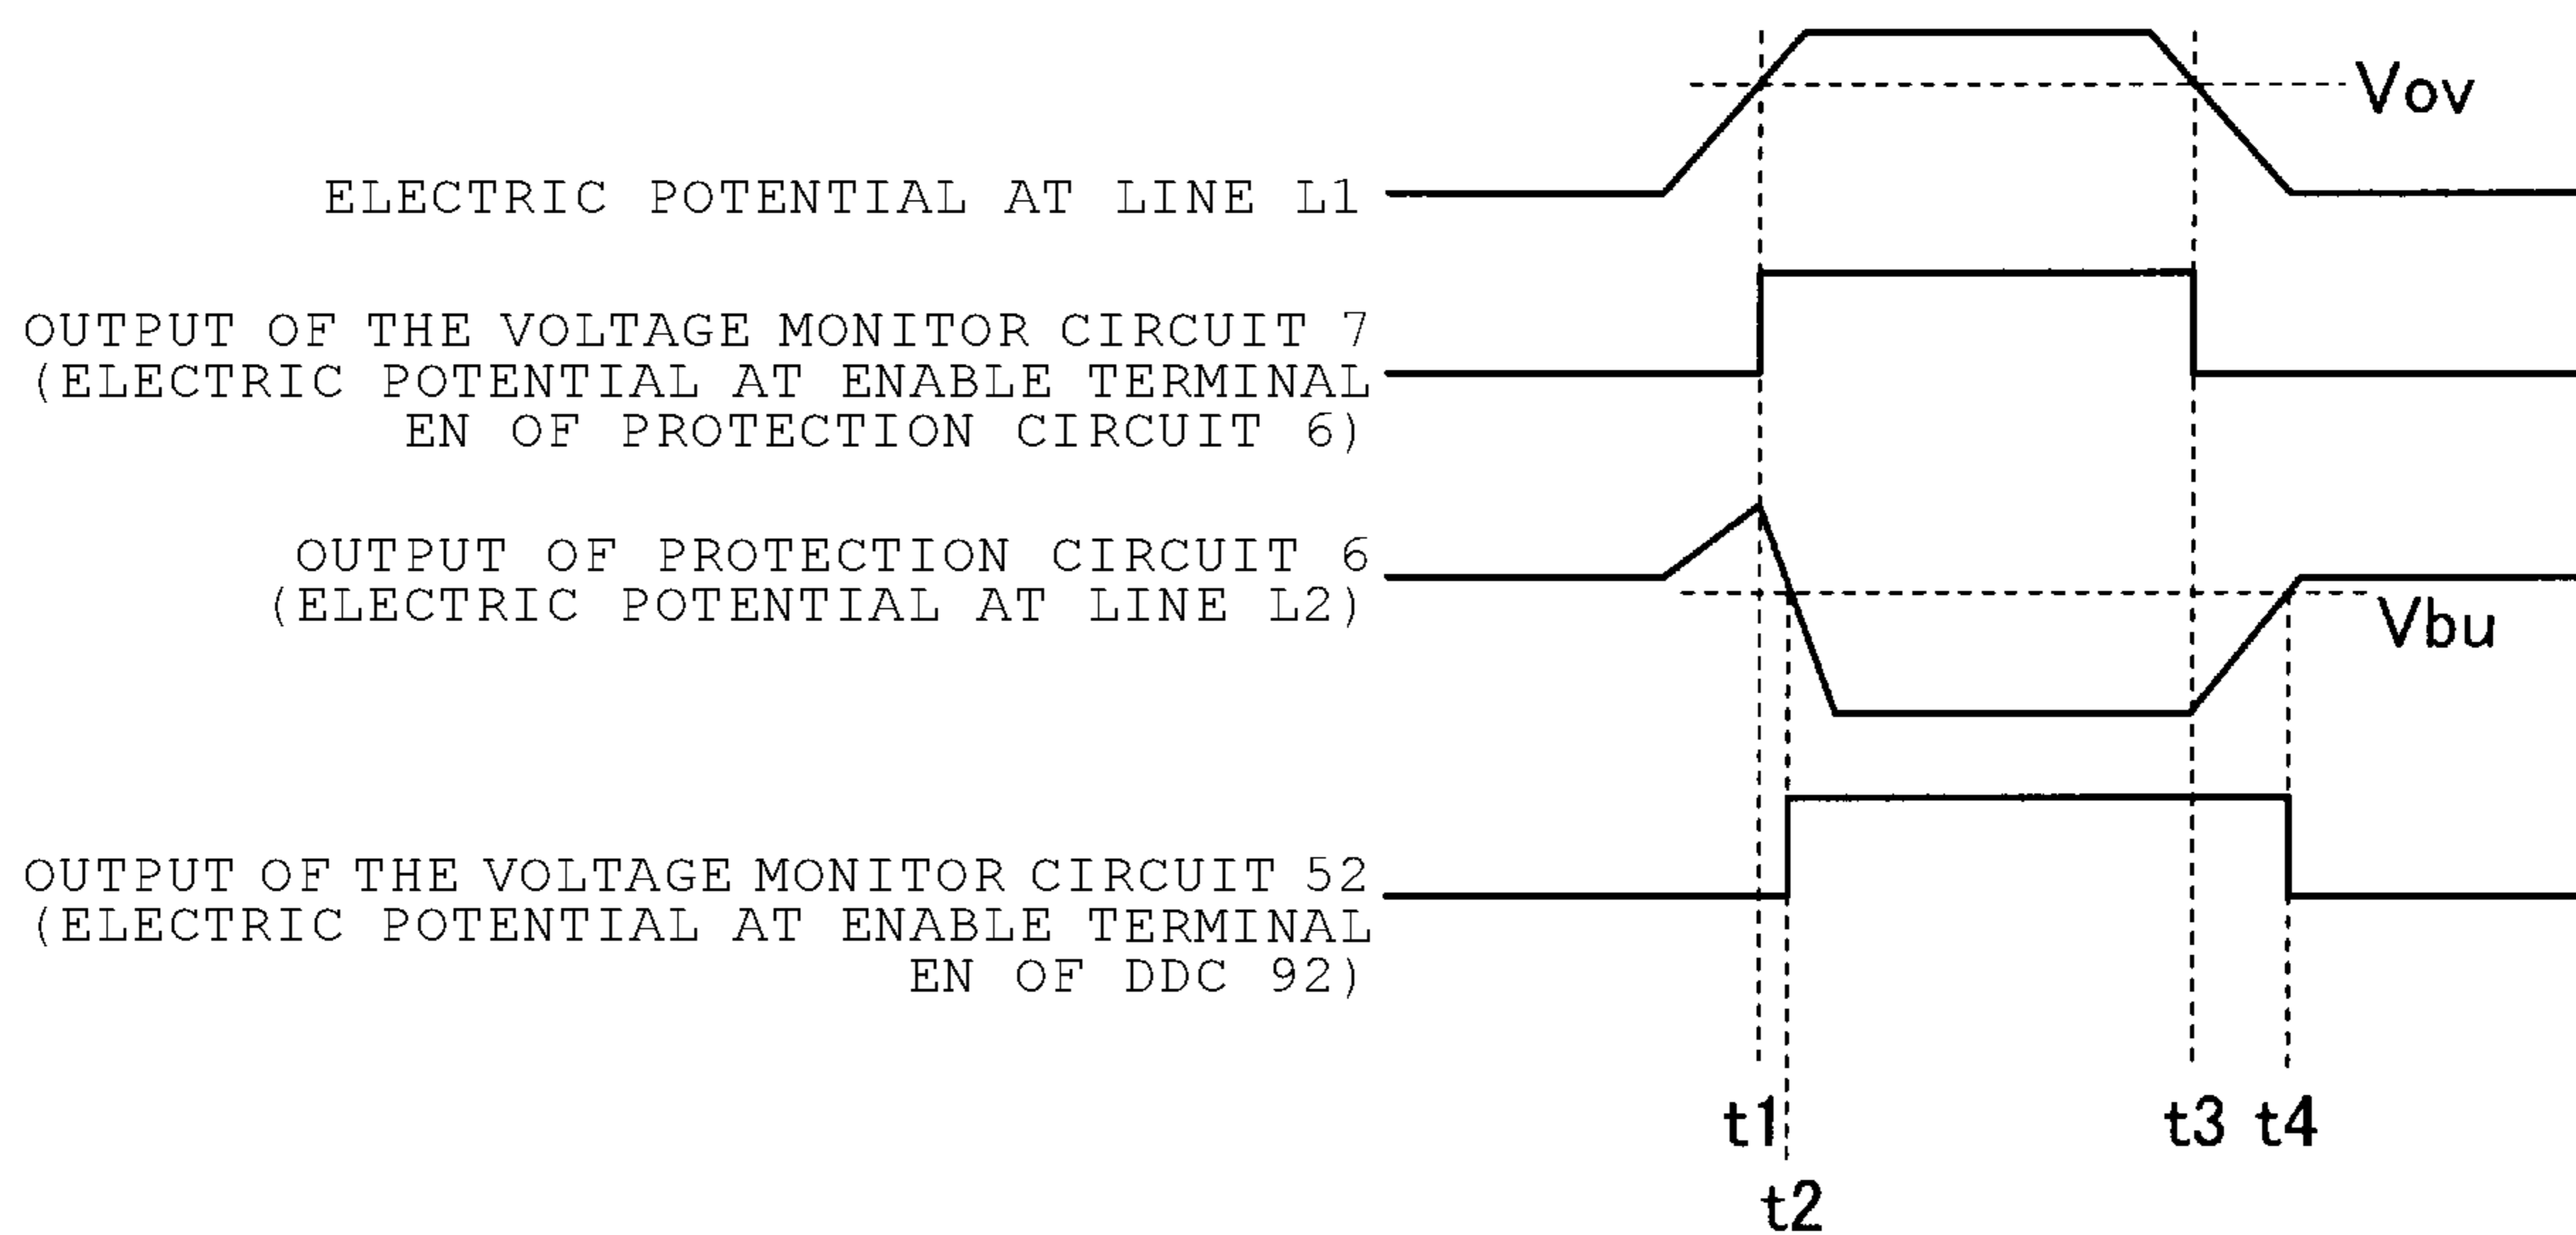 Vov
ELECTRIC POTENTIAL AT LINE L1
OUTPUT OF THE VOLTAGE MONITOR CIRCUIT 7
(ELECTRIC POTENTIAL AT ENABLE TERMINAL
EN OF PROTECTION CIRCUIT 6)
OUTPUT OF PROTECTION CIRCUIT 6
(ELECTRIC POTENTIAL AT LINE L2)
Vbu
OUTPUT OF THE VOLTAGE MONITOR CIRCUIT 52
(ELECTRIC POTENTIAL AT ENABLE TERMINAL
EN OF DDC 92)
t1 t3 t4
t2